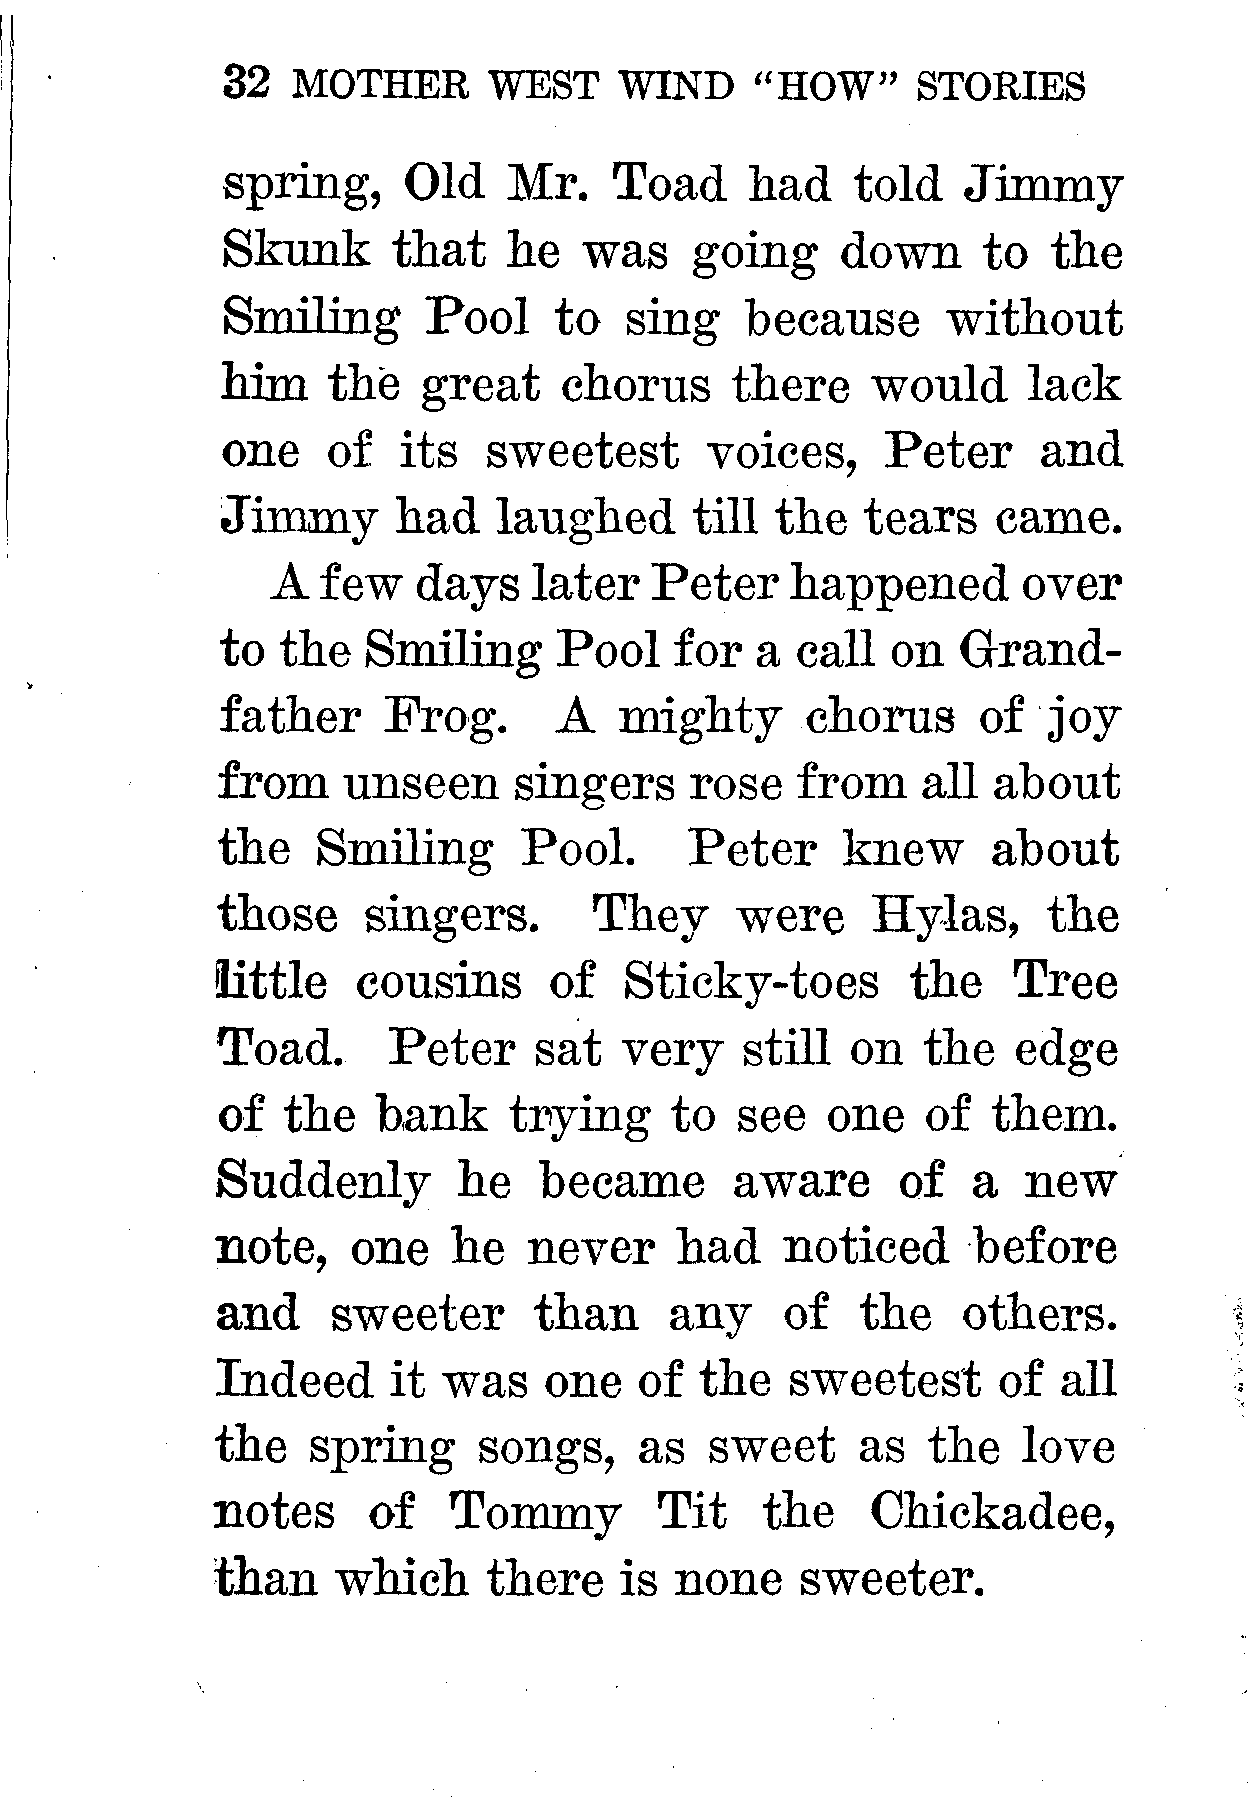 32 MOTHER WEST WIND "HOW" STORIES
spring, Old Mr. Toad had told Jimmy
Skunk that he was going down to the
Smiling Pool to sing because without
him the great chorus there would lack
one of its sweetest voices, Peter and
Jimmy had laughed till the tears came.
A few days later Peter happened over
to the Smiling Pool for a call on Grand-
father Frog. A mighty chorus of joy
from unseen singers rose from all about
the Smiling Pool. Peter knew about
those singers. They were Hylas, the
little cousins of Sticky-toes the Tree
Toad. Peter sat very still on the edge
of the bank trying to see one of them.
Suddenly he became aware of a new
note, one he never had noticed before
and sweeter than any of the others.
Indeed it was one of the sweetest of all
the spring songs, as sweet as the love
notes of Tommy Tit the Chickadee,
than which there is none sweeter.